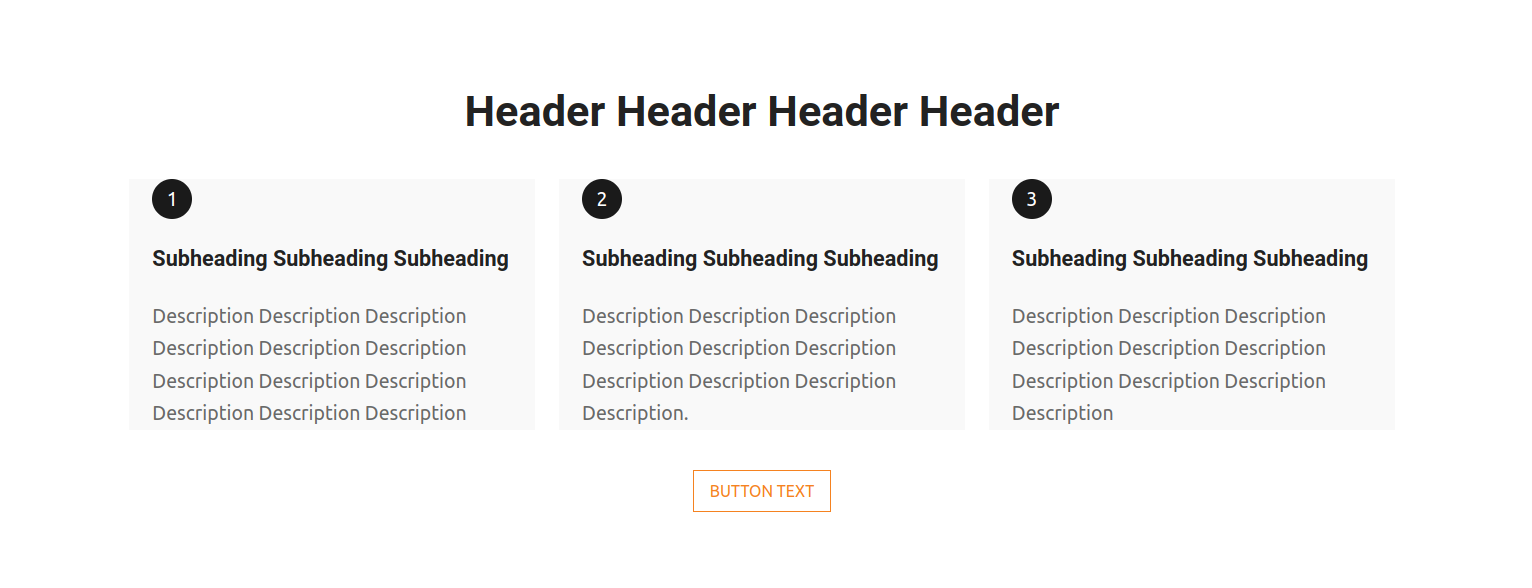 Header Header Header Header
1
Subheading Subheading Subheading
Description Description Description
Description Description Description
Description Description Description
Description Description Description
2
Subheading Subheading Subheading
Description Description Description
Description Description Description
Description Description Description
Description.
3
Subheading Subheading Subheading
Description Description Description
Description Description Description
Description Description Description
Description
BUTTON TEXT